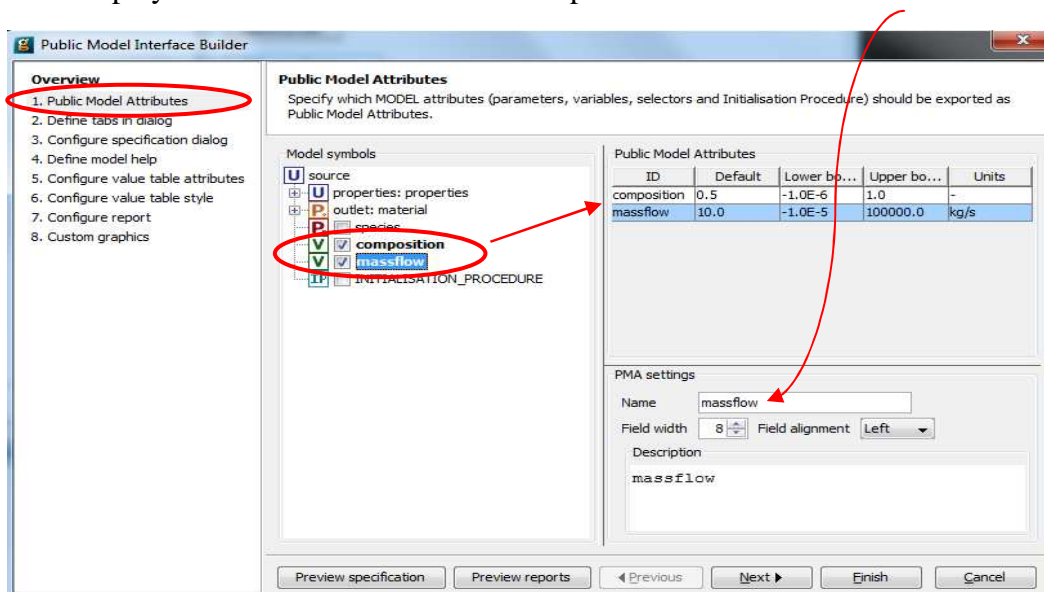 Public Model Interface Builder
Overview
1. Public Model Attributes
2. Define tabs in dialog
3. Configure specification dialog
4. Define model help
5. Configure value table attributes
6. Configure value table style
7. Configure report
8. Custom graphics
Public Model Attributes
Specify which MODEL attributes (parameters, variables, selectors and Initialisation Procedure) should be exported as
Public Model Attributes.
Model symbols
U source
U properties: properties
P. outlet: material
P. species
V composition
V massflow
IP INITIALISATION_PROCEDURE
Public Model Attributes
ID Default Lower bo... Upper bo... Units
composition 0.5 -1.0E-6 1.0 -
massflow 10.0 -1.0E-5 100000.0 kg/s
PMA settings
Name massflow
Field width 8 Field alignment Left
Description
massflow
Preview specification Preview reports Previous Next Finish Cancel